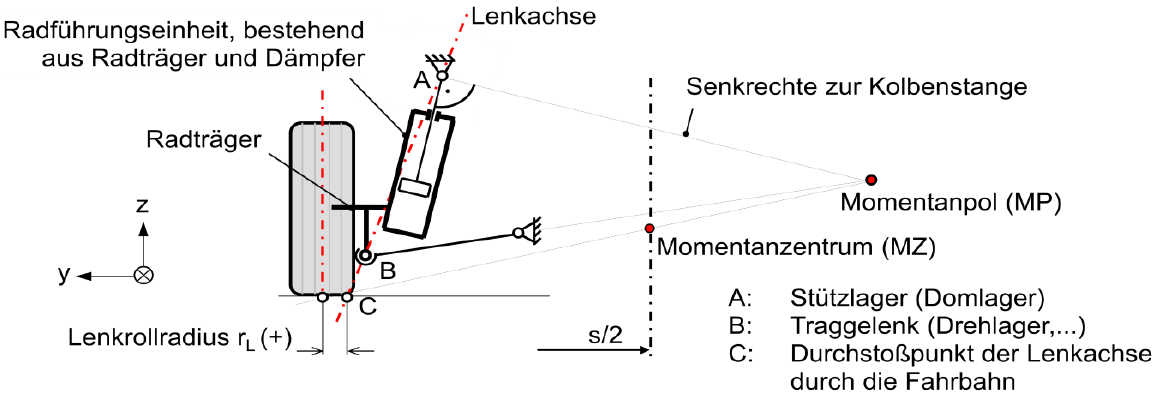 Lenkachse
Radführungseinheit, bestehend
aus Radträger und Dämpfer
A
Senkrechte zur Kolbenstange
Radträger
Momentanpol (MP)
z
Momentanzentrum (MZ)
y
B
C
A: Stützlager (Domlager)
Lenkrollradius rL (+)
s/2
B: Traggelenk (Drehlager,...)
C: Durchstoßpunkt der Lenkachse
durch die Fahrbahn